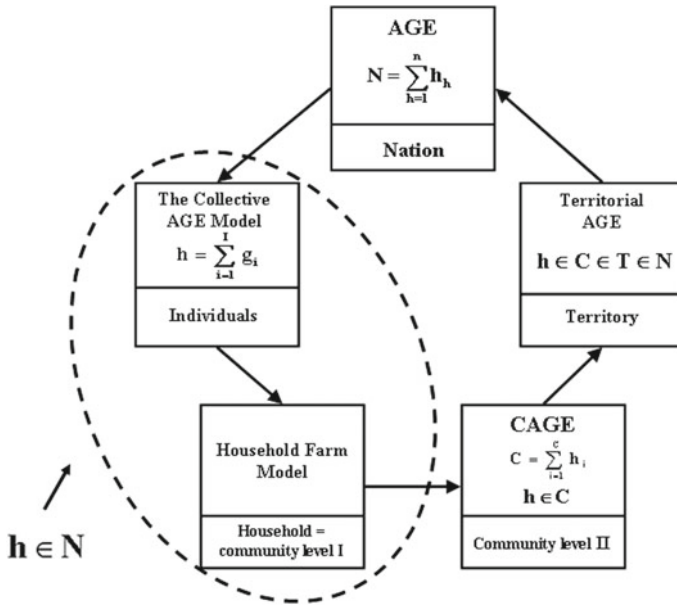 AGE
n
N = ∑ h_h
h=1
Nation
The Collective
AGE Model
I
h = ∑ g_i
i-1
Individuals
Territorial
AGE
h ∈ C ∈ T ∈ N
Territory
Household Farm
Model
Household =
community level I
CAGE
C
C = ∑ h_i
i-1
h ∈ C
Community level II
h ∈ N